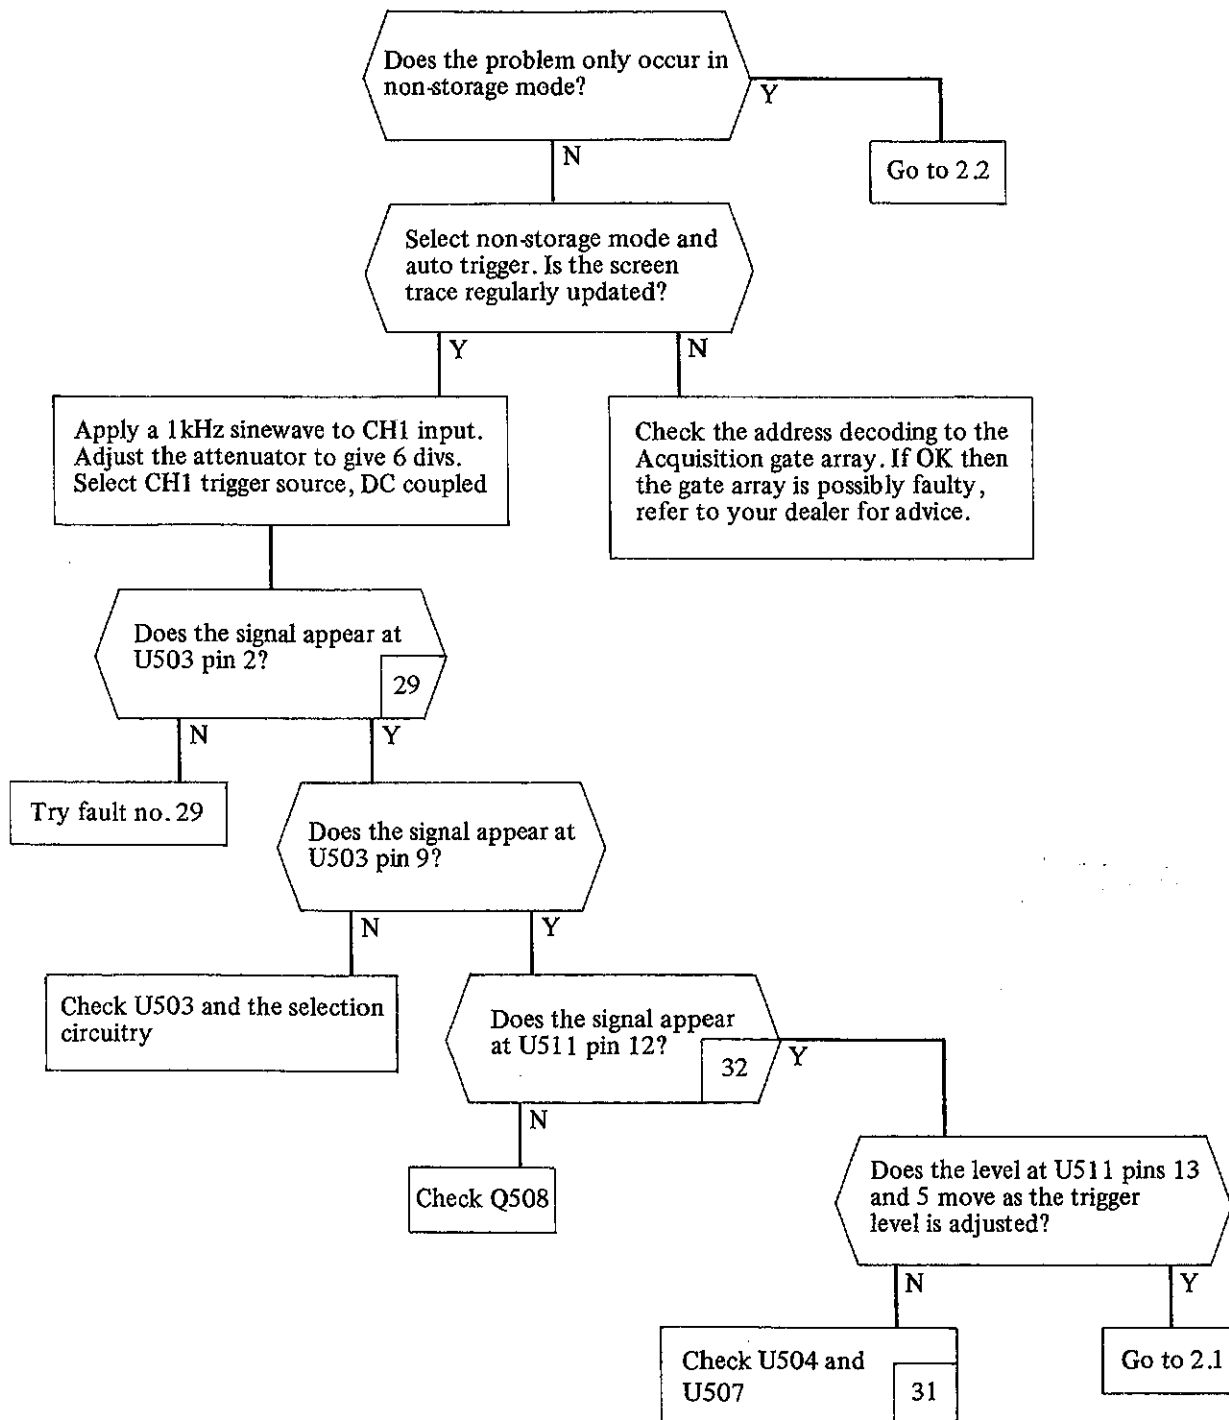 Does the problem only occur in
non-storage mode?
Y
N
Go to 2.2
Select non-storage mode and
auto trigger. Is the screen
trace regularly updated?
Y
N
Apply a 1kHz sinewave to CH1 input.
Adjust the attenuator to give 6 divs.
Select CH1 trigger source, DC coupled
Check the address decoding to the
Acquisition gate array. If OK then
the gate array is possibly faulty,
refer to your dealer for advice.
Does the signal appear at
U503 pin 2?
29
N
Y
Try fault no. 29
Does the signal appear at
U503 pin 9?
N
Y
Check U503 and the selection
circuitry
Does the signal appear
at U511 pin 12?
32
Y
N
Check Q508
Does the level at U511 pins 13
and 5 move as the trigger
level is adjusted?
N
Y
Check U504 and
U507
31
Go to 2.1